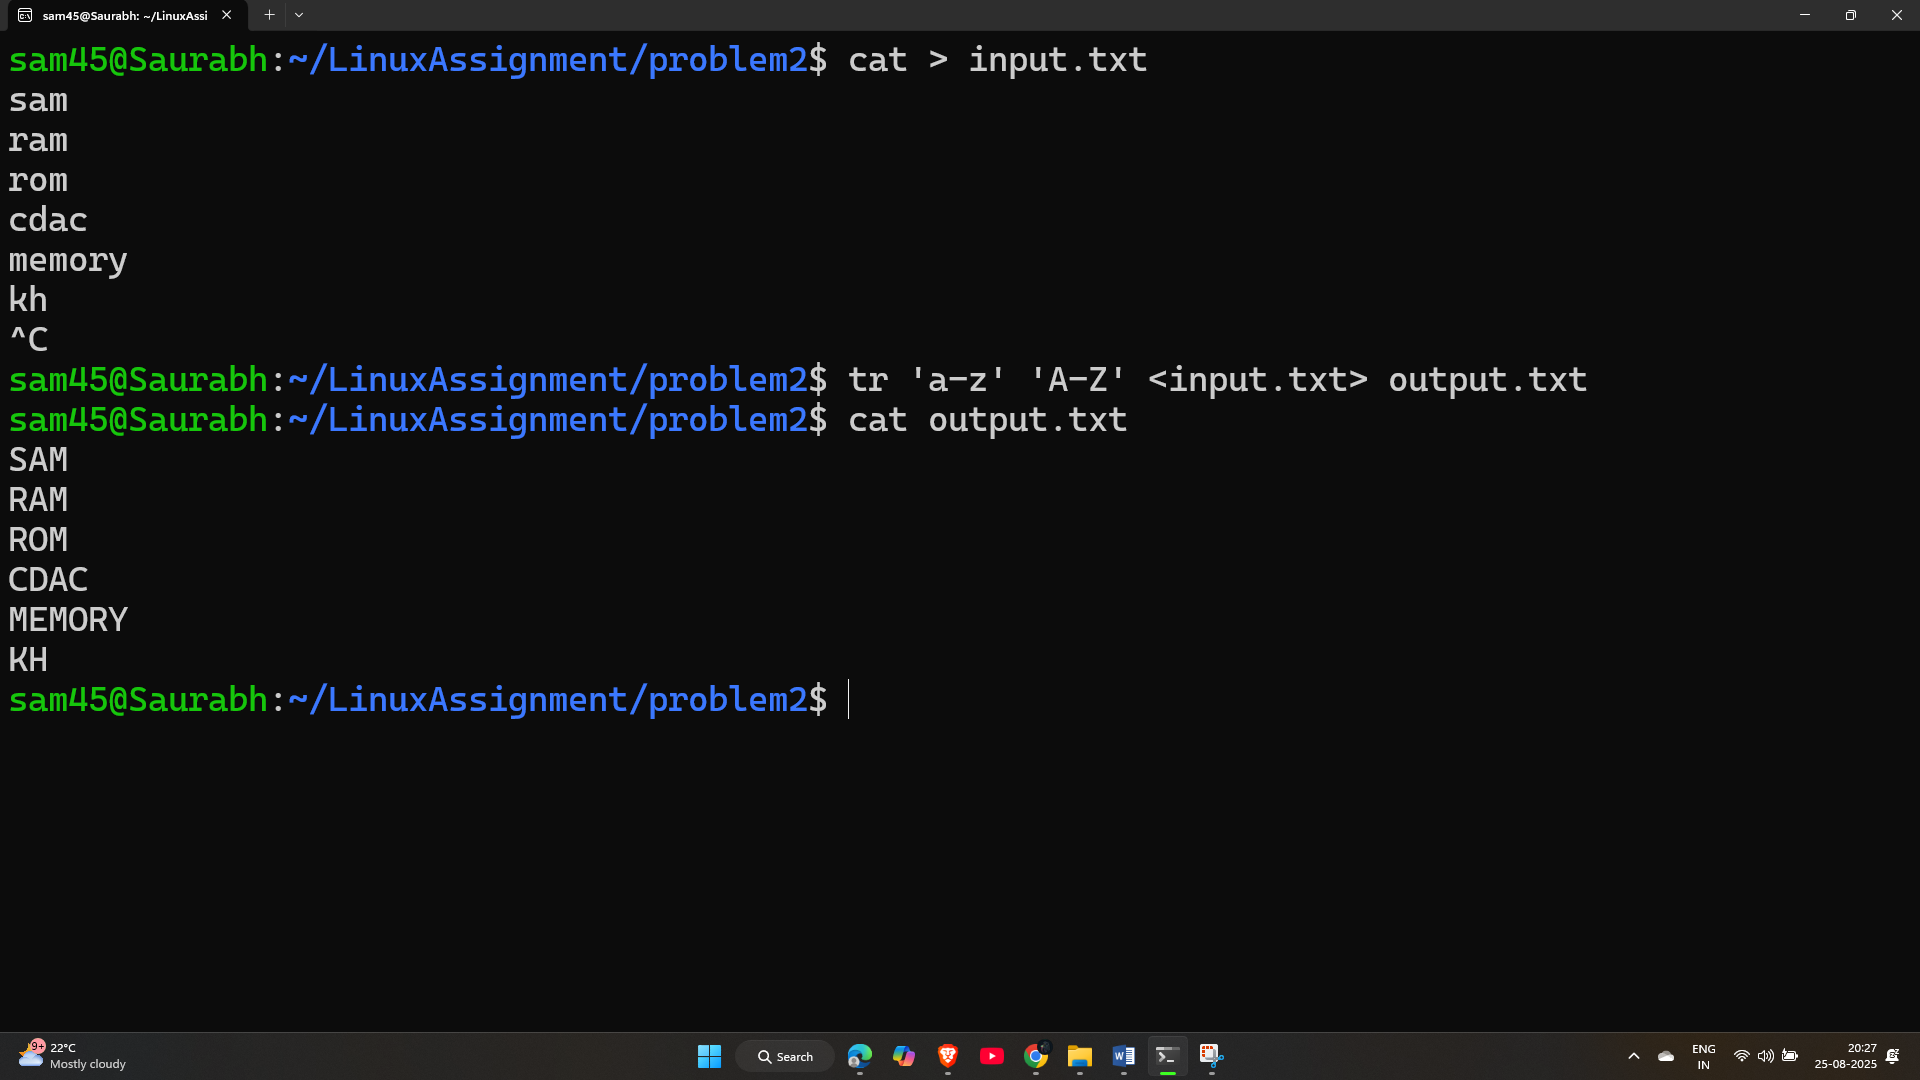 sam45@Saurabh: ~/LinuxAssi
sam45@Saurabh:~/LinuxAssignment/problem2$ cat > input.txt
sam
ram
rom
cdac
memory
kh
^C
sam45@Saurabh:~/LinuxAssignment/problem2$ tr 'a-z' 'A-Z' <input.txt> output.txt
sam45@Saurabh:~/LinuxAssignment/problem2$ cat output.txt
SAM
RAM
ROM
CDAC
MEMORY
KH
sam45@Saurabh:~/LinuxAssignment/problem2$
9+
22°C
Mostly cloudy
Search
ENG
IN
20:27
25-08-2025